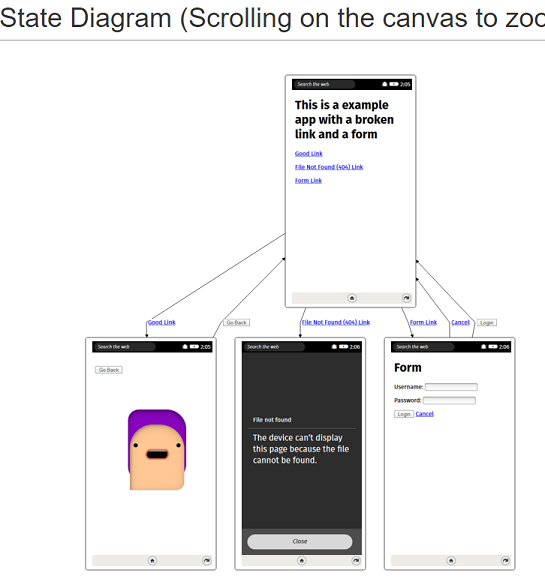 State Diagram (Scrolling on the canvas to zoo
Search the web 2:05
This is a example
app with a broken
link and a form
Good Link
File Not Found (404) Link
Form Link
Good Link
Go Back
File Not Found (404) Link
Form Link
Cancel
Login
Search the web 2:05
Go Back
Search the web 2:06
File not found
The device can't display
this page because the file
cannot be found.
Close
Search the web 2:06
Form
Username:
Password:
Login Cancel